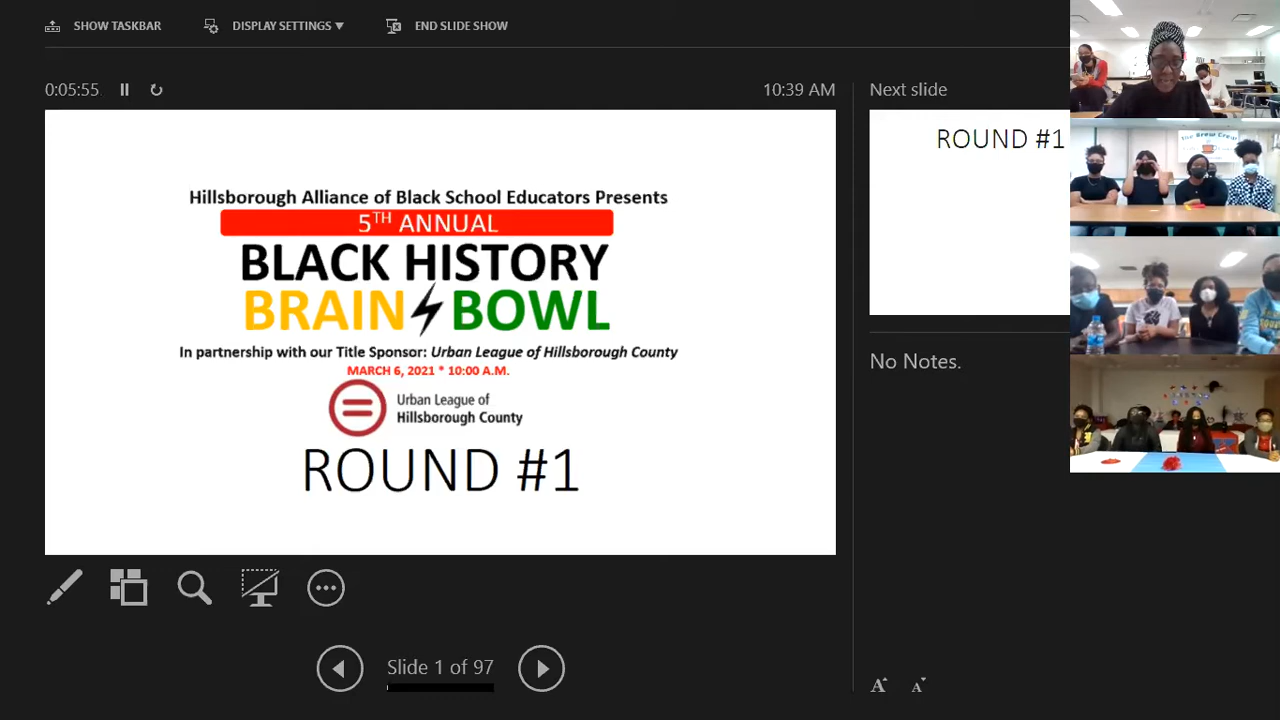 SHOW TASKBAR
DISPLAY SETTINGS
END SLIDE SHOW
0:05:55
10:39 AM
Next slide
Hillsborough Alliance of Black School Educators Presents
5TH ANNUAL
BLACK HISTORY
BRAIN BOWL
In partnership with our Title Sponsor: Urban League of Hillsborough County
MARCH 6, 2021 * 10:00 A.M.
Urban League of
Hillsborough County
ROUND #1
ROUND #1
No Notes.
Slide 1 of 97
A A
the Brew Crew